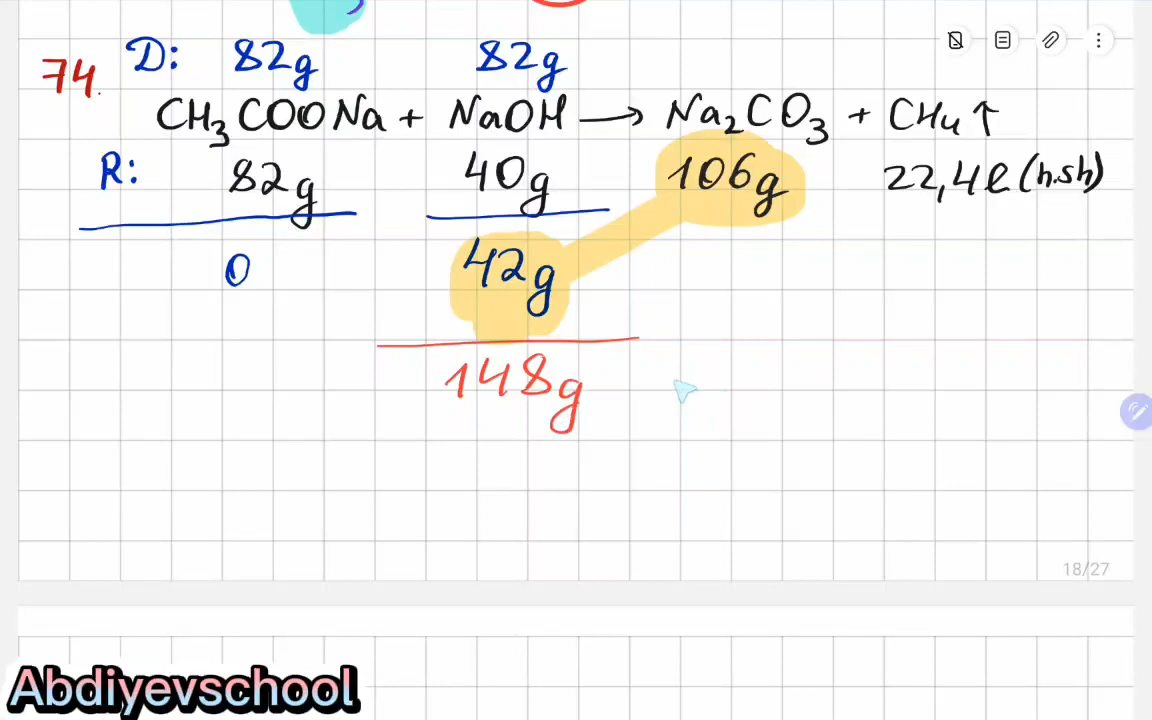 74. D: 82g 82g
CH₃COONa + NaOH → Na₂CO₃ + CH₄↑
R: 82g 40g 106g 22,4l (h.sh)
0 42g
148g
18/27
Abdiyevschool